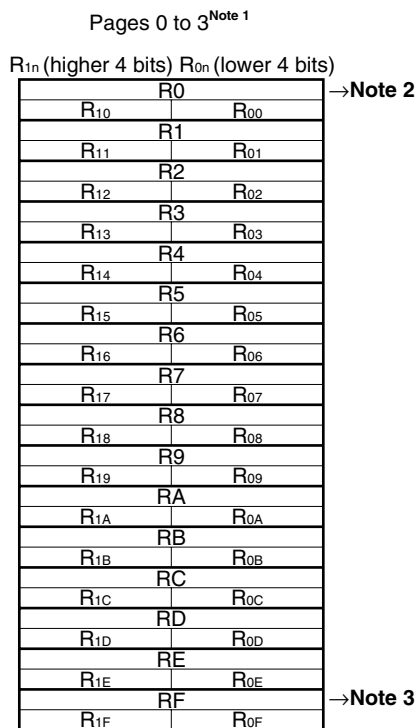 Pages 0 to 3Note 1
R1n (higher 4 bits) R0n (lower 4 bits)
R0 →Note 2
R10 R00
R1
R11 R01
R2
R12 R02
R3
R13 R03
R4
R14 R04
R5
R15 R05
R6
R16 R06
R7
R17 R07
R8
R18 R08
R9
R19 R09
RA
R1A R0A
RB
R1B R0B
RC
R1C R0C
RD
R1D R0D
RE
R1E R0E
RF →Note 3
R1F R0F